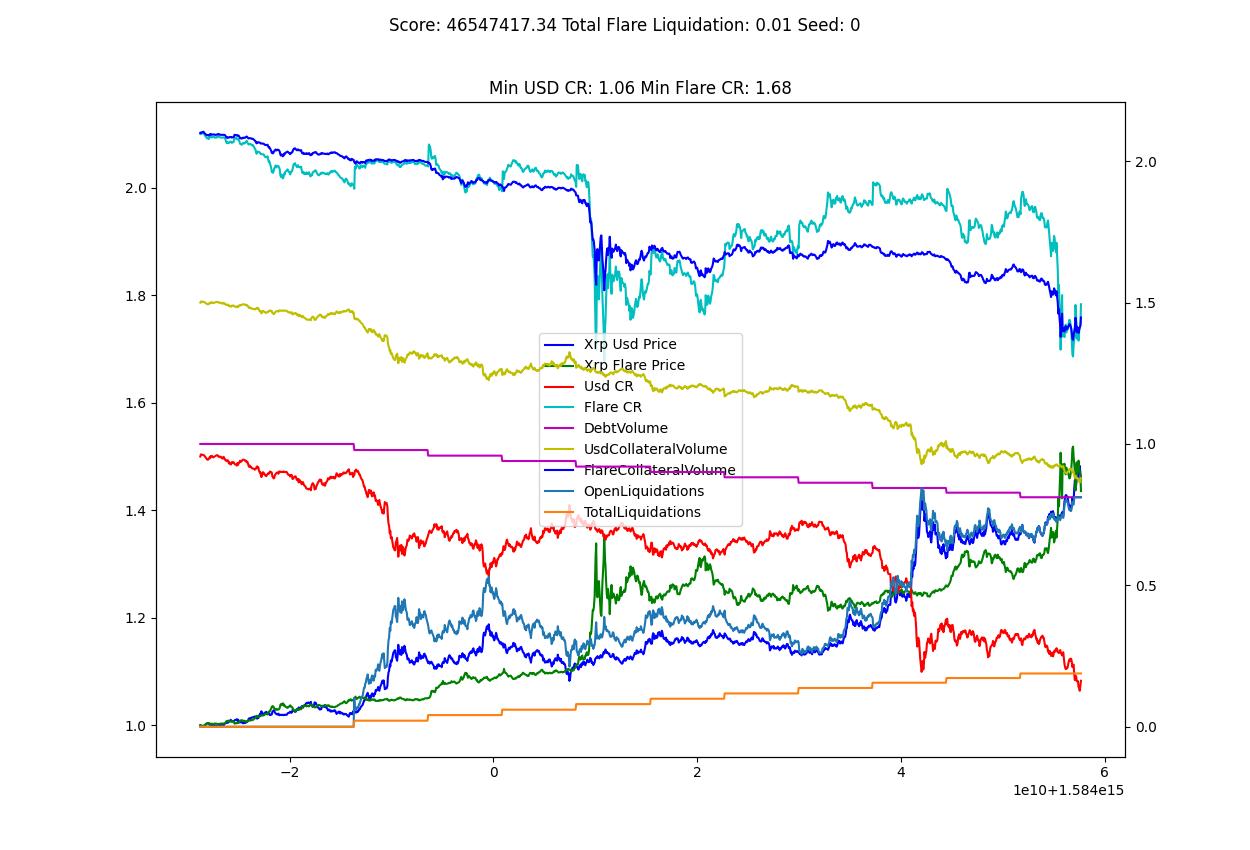 Score: 46547417.34 Total Flare Liquidation: 0.01 Seed: 0
Min USD CR: 1.06 Min Flare CR: 1.68
2.0
1.8
1.6
1.4
1.2
1.0
2.0
1.5
1.0
0.5
0.0
Xrp Usd Price
Xrp Flare Price
Usd CR
Flare CR
DebtVolume
UsdCollateralVolume
FlareCollateralVolume
OpenLiquidations
TotalLiquidations
−2 0 2 4 6
1e10+1.584e15